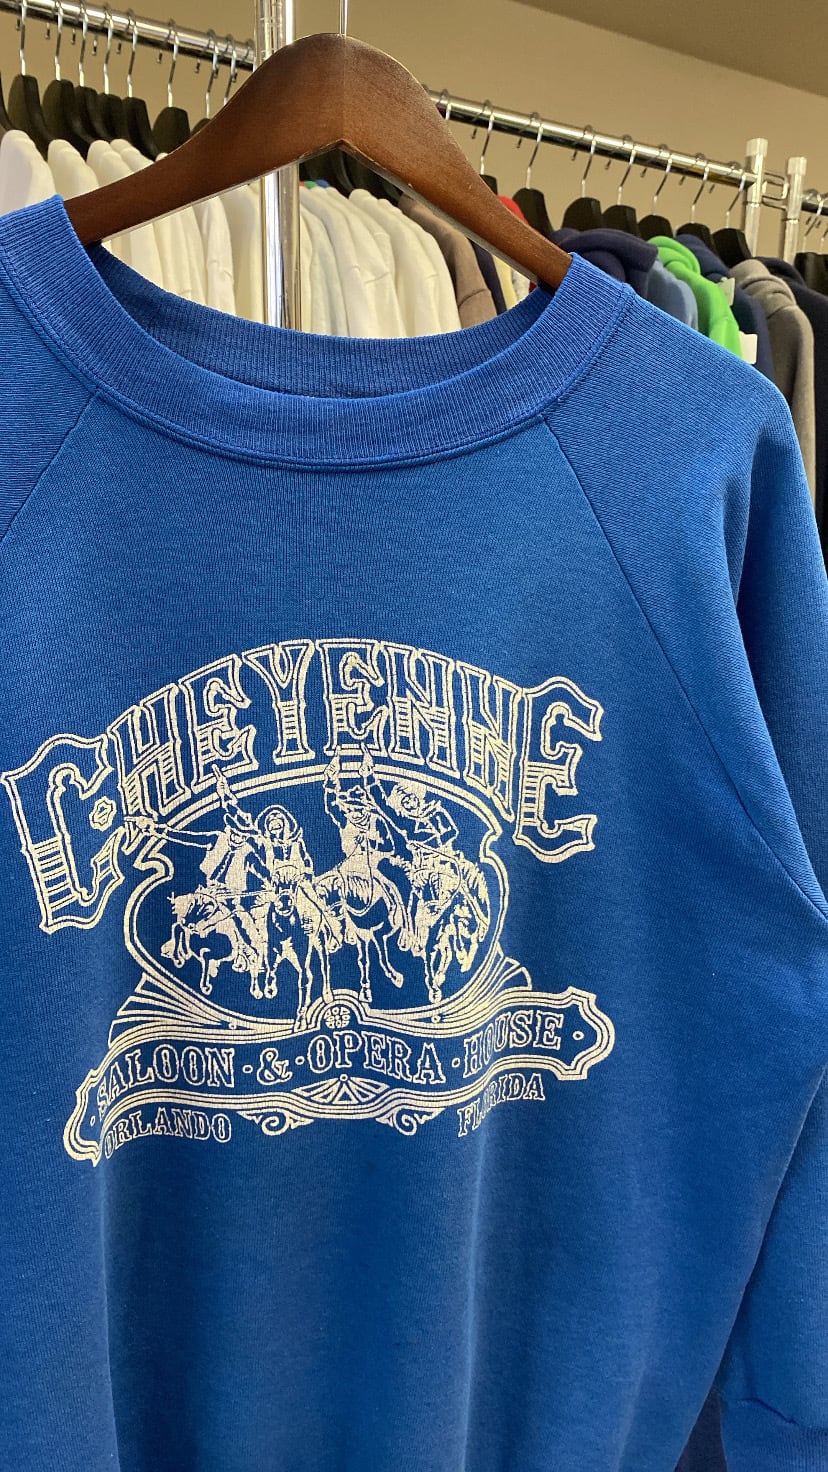 CHEYENNE
SALOON · & · OPERA · HOUSE ·
ORLANDO FLORIDA